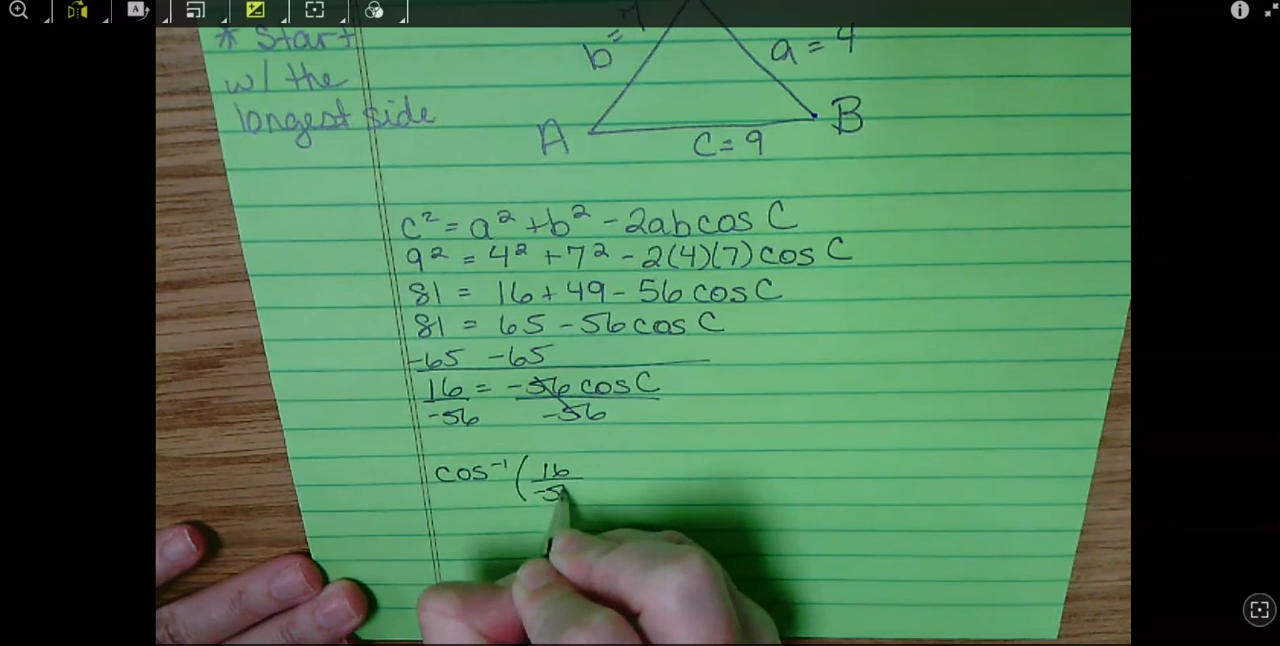 * Start
w/ the
longest side
b = 7
a = 4
A
B
c = 9
c² = a² + b² - 2ab cos C
9² = 4² + 7² - 2(4)(7) cos C
81 = 16 + 49 - 56 cos C
81 = 65 - 56 cos C
-65 -65
16 = -56 cos C
-56 -56
cos⁻¹ ( 16
-5